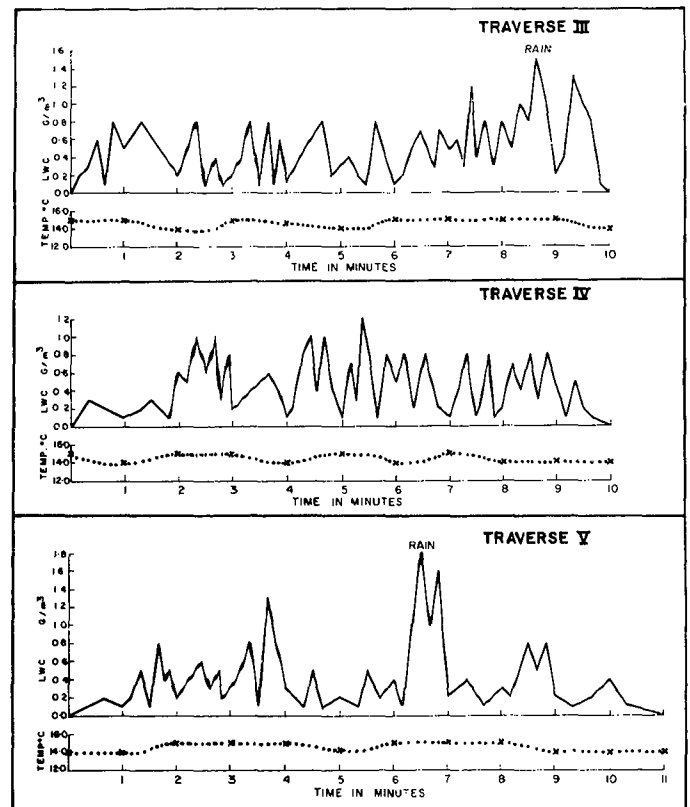 TRAVERSE III
RAIN
1·6
1·4
1·2
1·0
0·8
0·6
0·4
0·2
0·0
LWC G/m³
16·0
14·0
12·0
TEMP.°C
1 2 3 4 5 6 7 8 9 10
TIME IN MINUTES
TRAVERSE IV
1·2
1·0
0·8
0·6
0·4
0·2
0·0
LWC G/m³
16·0
14·0
12·0
TEMP.°C
1 2 3 4 5 6 7 8 9 10
TIME IN MINUTES
TRAVERSE V
RAIN
1·8
1·6
1·4
1·2
1·0
0·8
0·6
0·4
0·2
0·0
LWC G/m³
16·0
14·0
12·0
TEMP°C
1 2 3 4 5 6 7 8 9 10 11
TIME IN MINUTES